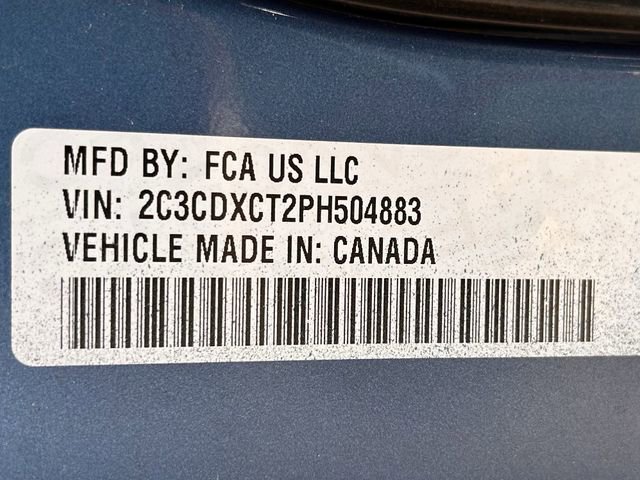 MFD BY: FCA US LLC
VIN: 2C3CDXCT2PH504883
VEHICLE MADE IN: CANADA